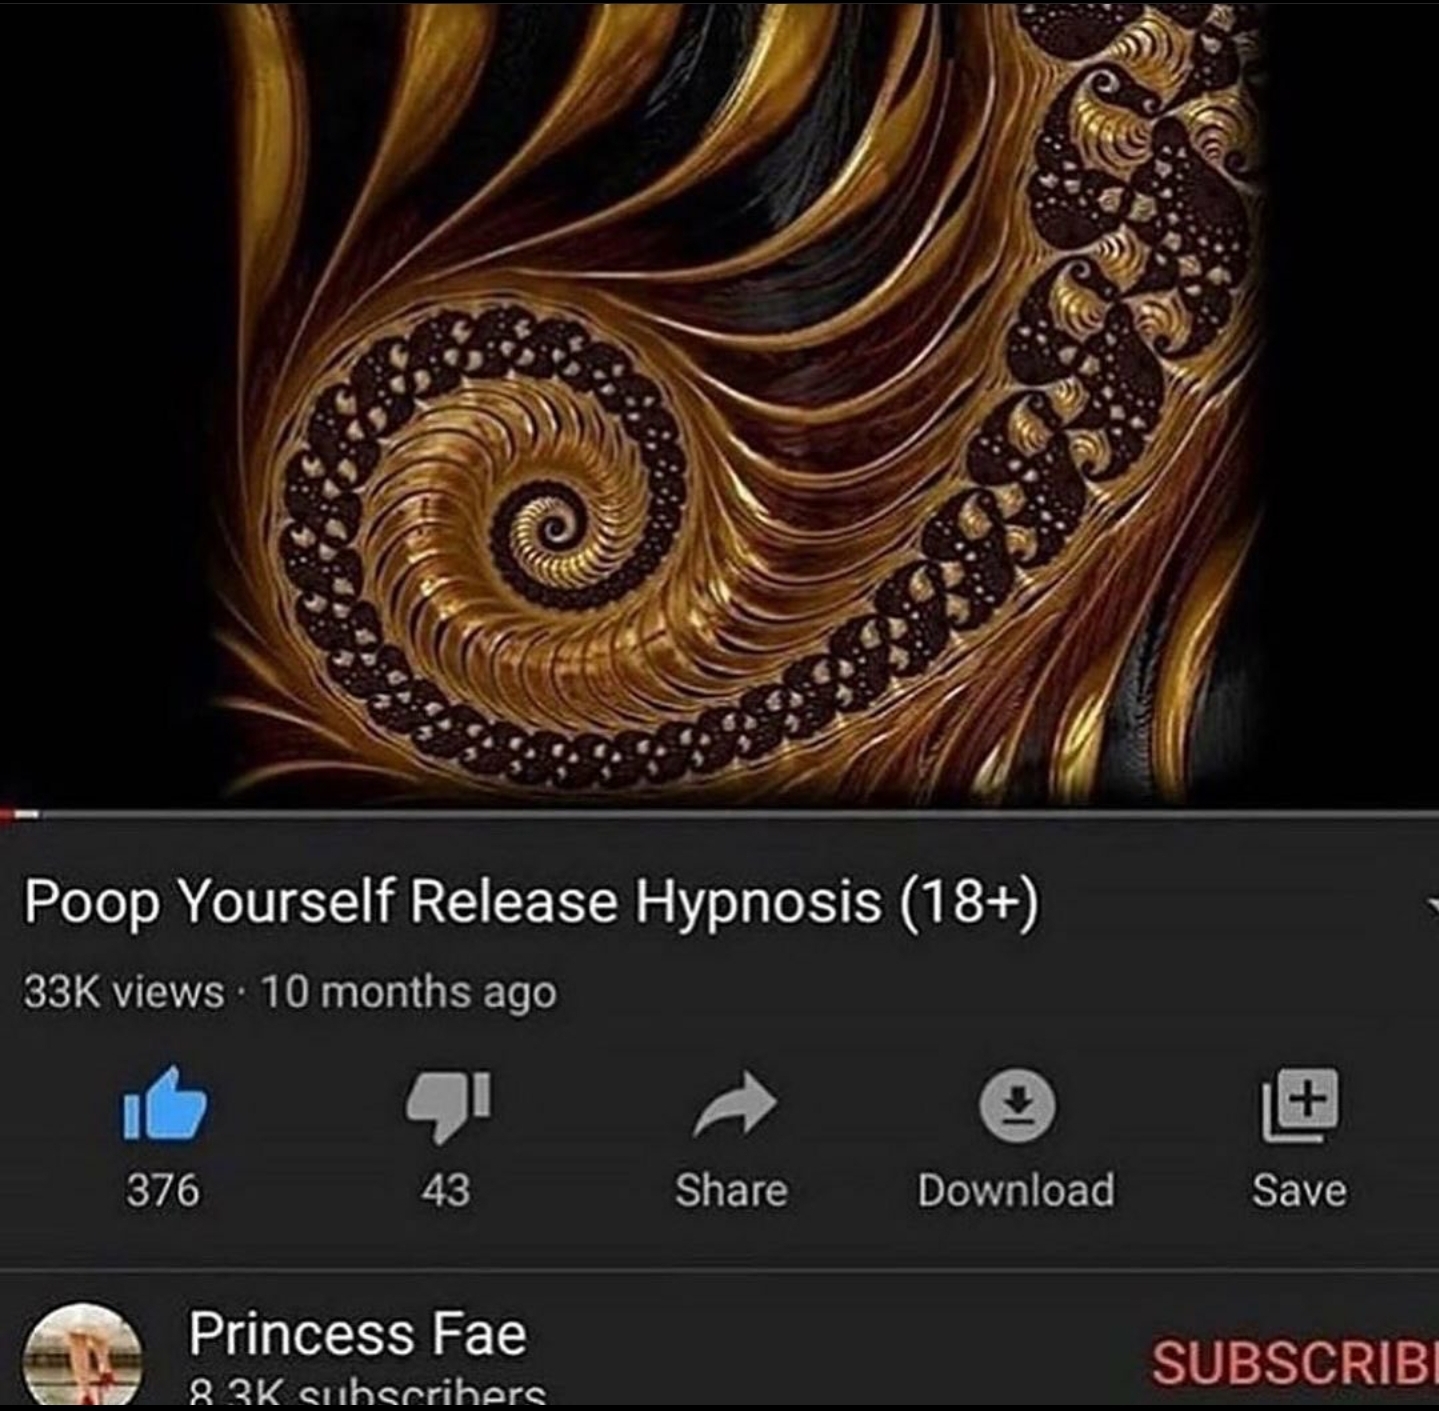 Poop Yourself Release Hypnosis (18+)
33K views · 10 months ago
376
43
Share
Download
Save
Princess Fae
SUBSCRIBE
8.3K subscribers